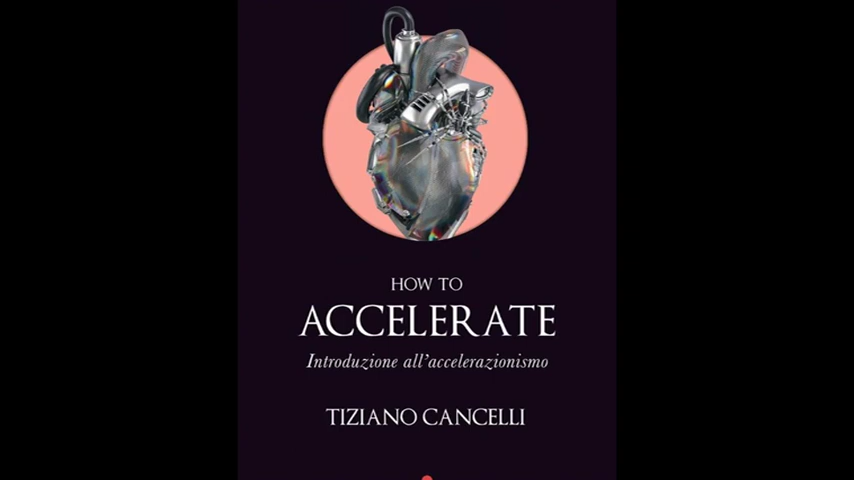 HOW TO
ACCELERATE
Introduzione all'accelerazionismo
TIZIANO CANCELLI